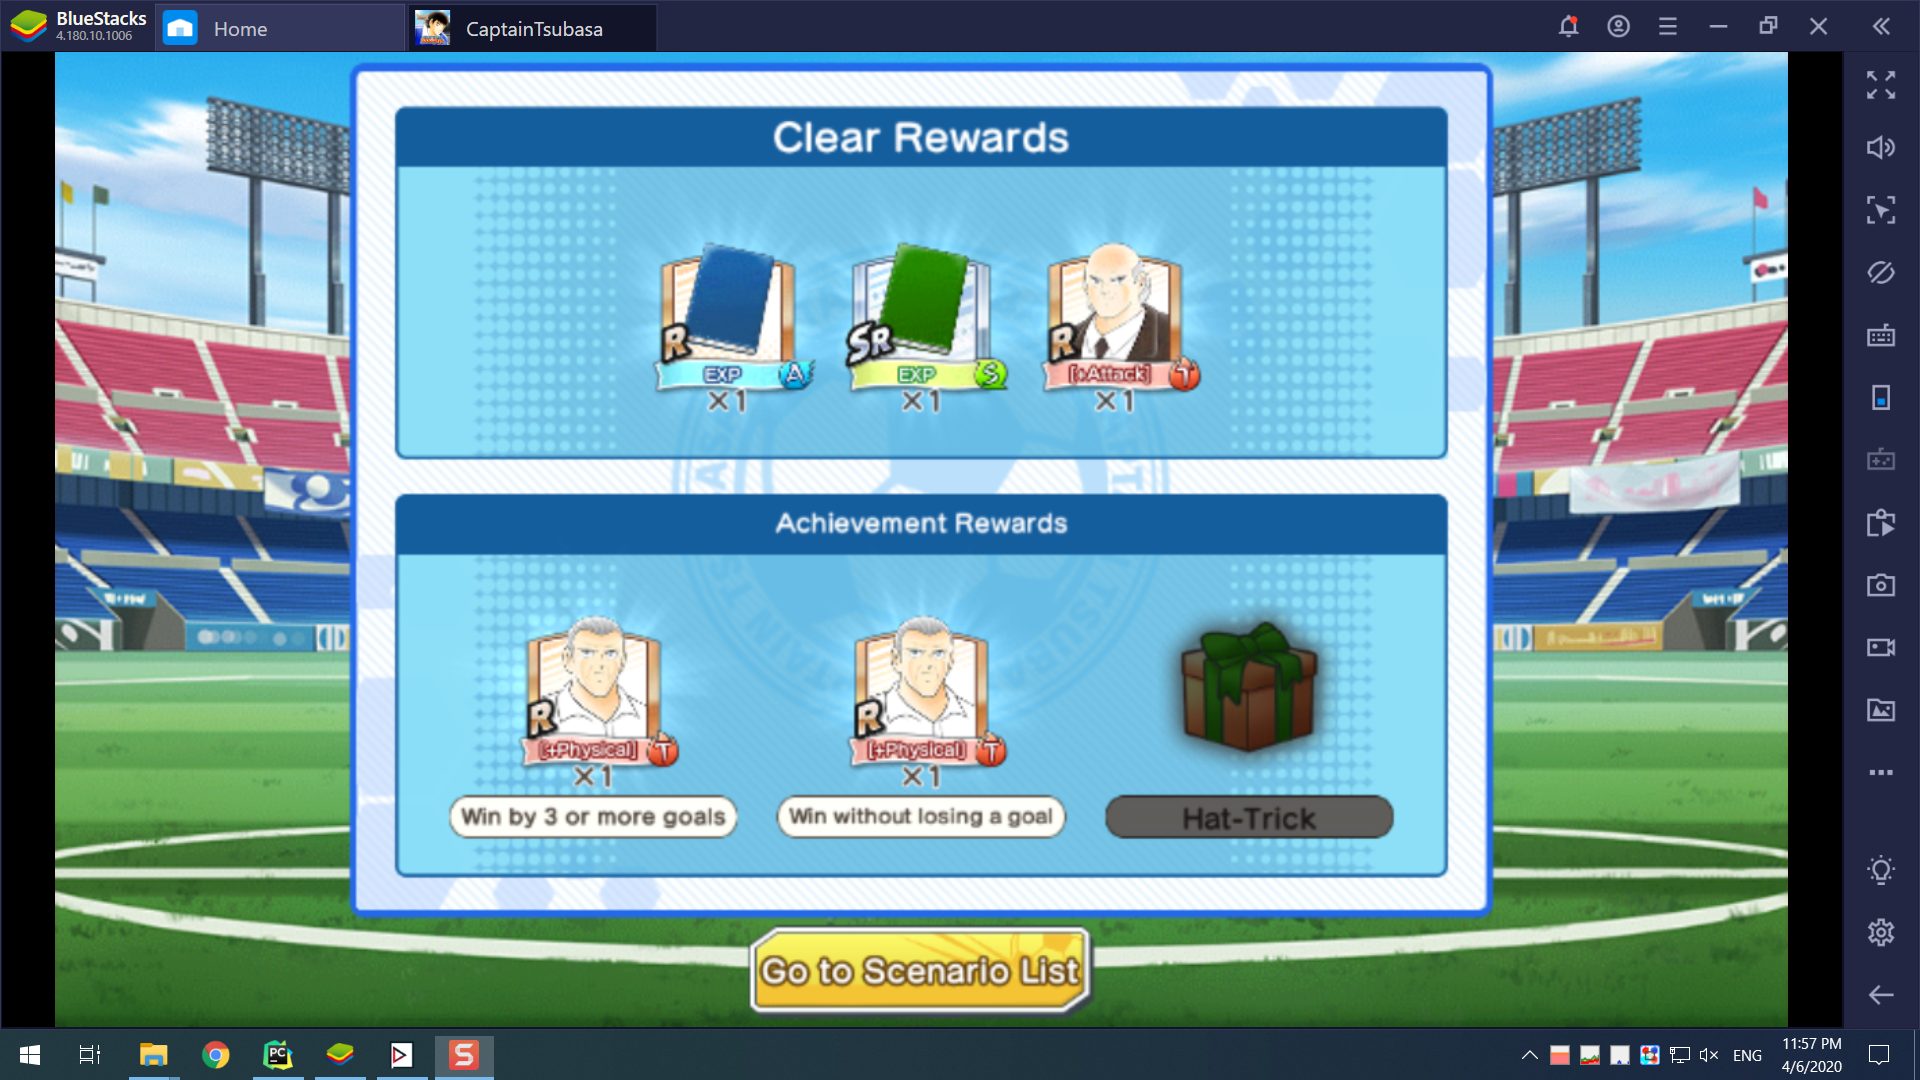 BlueStacks
4.180.10.1006
Home
CaptainTsubasa
Clear Rewards
R
EXP
A
×1
SR
EXP
S
×1
R
[+Attack]
T
×1
Achievement Rewards
R
[+Physical]
T
×1
Win by 3 or more goals
R
[+Physical]
T
×1
Win without losing a goal
Hat-Trick
Go to Scenario List
PC
S
ENG
11:57 PM
4/6/2020